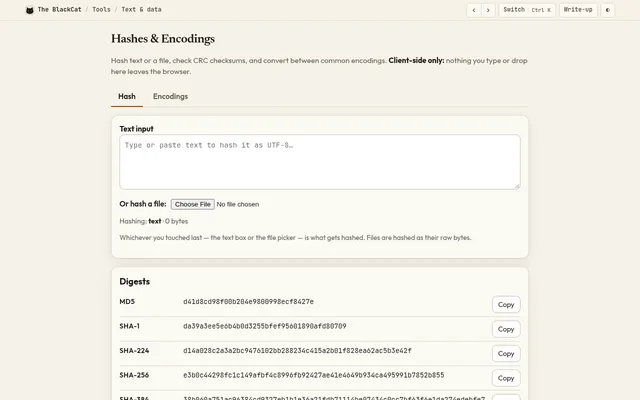 The BlackCat / Tools / Text & data
‹ › Switch Ctrl K Write-up
Hashes & Encodings
Hash text or a file, check CRC checksums, and convert between common encodings. Client-side only: nothing you type or drop
here leaves the browser.
Hash Encodings
Text input
Type or paste text to hash it as UTF-8…
Or hash a file: Choose File No file chosen
Hashing: text · 0 bytes
Whichever you touched last — the text box or the file picker — is what gets hashed. Files are hashed as their raw bytes.
Digests
MD5 d41d8cd98f00b204e9800998ecf8427e Copy
SHA-1 da39a3ee5e6b4b0d3255bfef95601890afd80709 Copy
SHA-224 d14a028c2a3a2bc9476102bb288234c415a2b01f828ea62ac5b3e42f Copy
SHA-256 e3b0c44298fc1c149afbf4c8996fb92427ae41e4649b934ca495991b7852b855 Copy
SHA-384